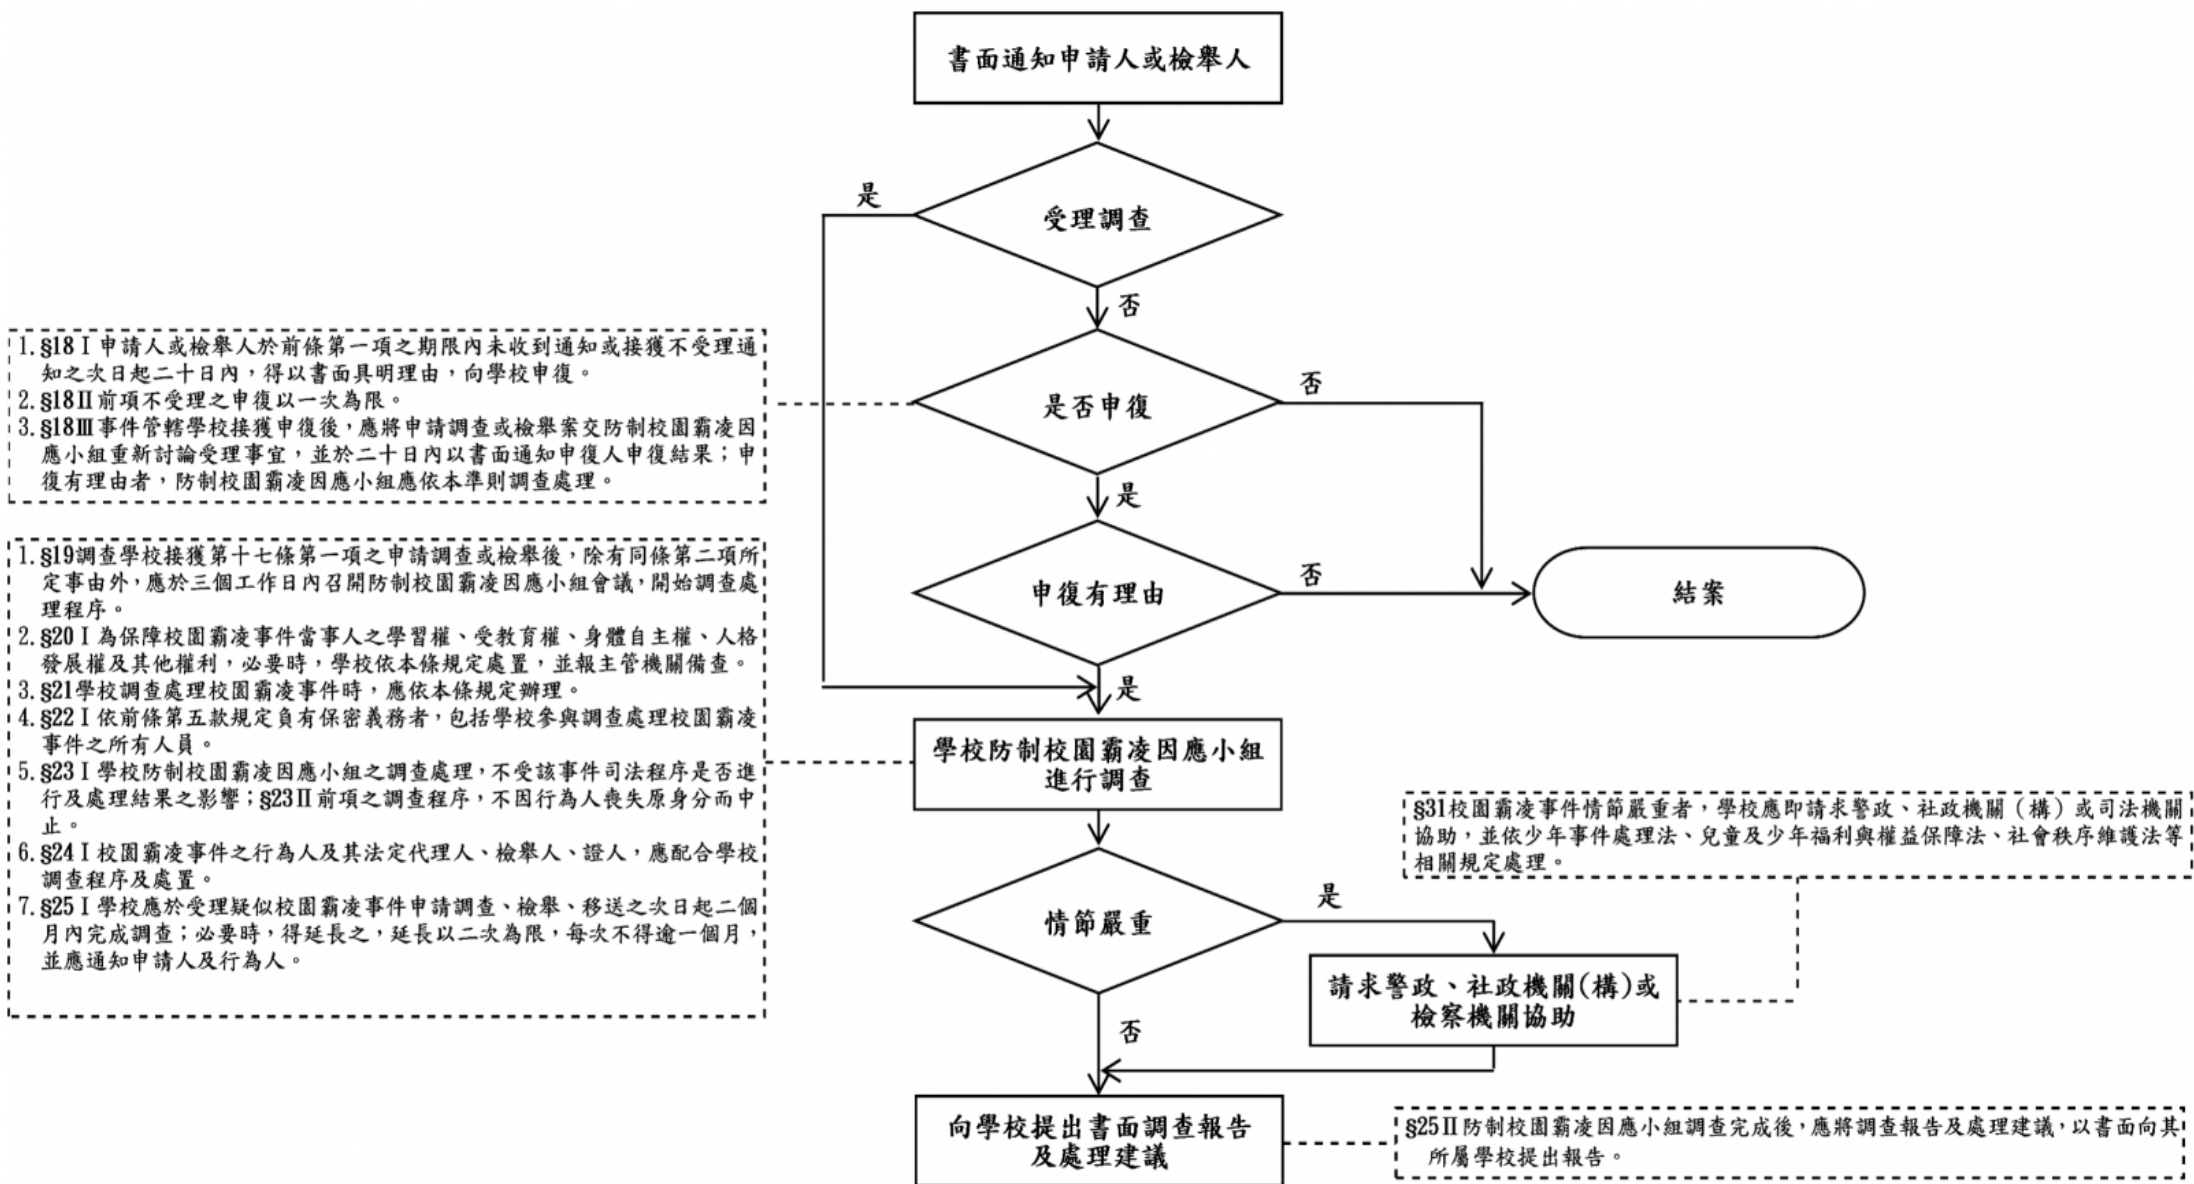 書面通知申請人或檢舉人
受理調查
是
否
1. §18Ⅰ申請人或檢舉人於前條第一項之期限內未收到通知或接獲不受理通
知之次日起二十日內，得以書面具明理由，向學校申復。
2. §18Ⅱ前項不受理之申復以一次為限。
3. §18Ⅲ事件管轄學校接獲申復後，應將申請調查或檢舉案交防制校園霸凌因
應小組重新討論受理事宜，並於二十日內以書面通知申復人申復結果；申
復有理由者，防制校園霸凌因應小組應依本準則調查處理。
是否申復
否
是
申復有理由
否
結案
是
1. §19調查學校接獲第十七條第一項之申請調查或檢舉後，除有同條第二項所
定事由外，應於三個工作日內召開防制校園霸凌因應小組會議，開始調查處
理程序。
2. §20Ⅰ為保障校園霸凌事件當事人之學習權、受教育權、身體自主權、人格
發展權及其他權利，必要時，學校依本條規定處置，並報主管機關備查。
3. §21學校調查處理校園霸凌事件時，應依本條規定辦理。
4. §22Ⅰ依前條第五款規定負有保密義務者，包括學校參與調查處理校園霸凌
事件之所有人員。
5. §23Ⅰ學校防制校園霸凌因應小組之調查處理，不受該事件司法程序是否進
行及處理結果之影響；§23Ⅱ前項之調查程序，不因行為人喪失原身分而中
止。
6. §24Ⅰ校園霸凌事件之行為人及其法定代理人、檢舉人、證人，應配合學校
調查程序及處置。
7. §25Ⅰ學校應於受理疑似校園霸凌事件申請調查、檢舉、移送之次日起二個
月內完成調查；必要時，得延長之，延長以二次為限，每次不得逾一個月，
並應通知申請人及行為人。
學校防制校園霸凌因應小組
進行調查
情節嚴重
是
否
§31校園霸凌事件情節嚴重者，學校應即請求警政、社政機關（構）或司法機關
協助，並依少年事件處理法、兒童及少年福利與權益保障法、社會秩序維護法等
相關規定處理。
請求警政、社政機關(構)或
檢察機關協助
向學校提出書面調查報告
及處理建議
§25Ⅱ防制校園霸凌因應小組調查完成後，應將調查報告及處理建議，以書面向其
所屬學校提出報告。